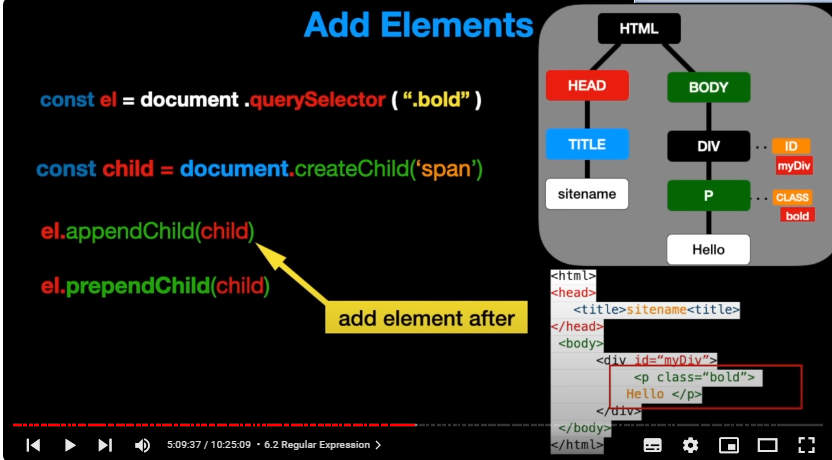 Add Elements
const el = document .querySelector ( “.bold” )
const child = document.createChild(‘span’)
el.appendChild(child)
el.prependChild(child)
add element after
HTML
HEAD
BODY
TITLE
DIV
ID
myDiv
sitename
P
CLASS
bold
Hello
<html>
<head>
<title>sitename<title>
</head>
<body>
<div id=“myDiv”>
<p class=“bold”>
Hello </p>
</div>
</body>
</html>
5:09:37 / 10:25:09 • 6.2 Regular Expression >